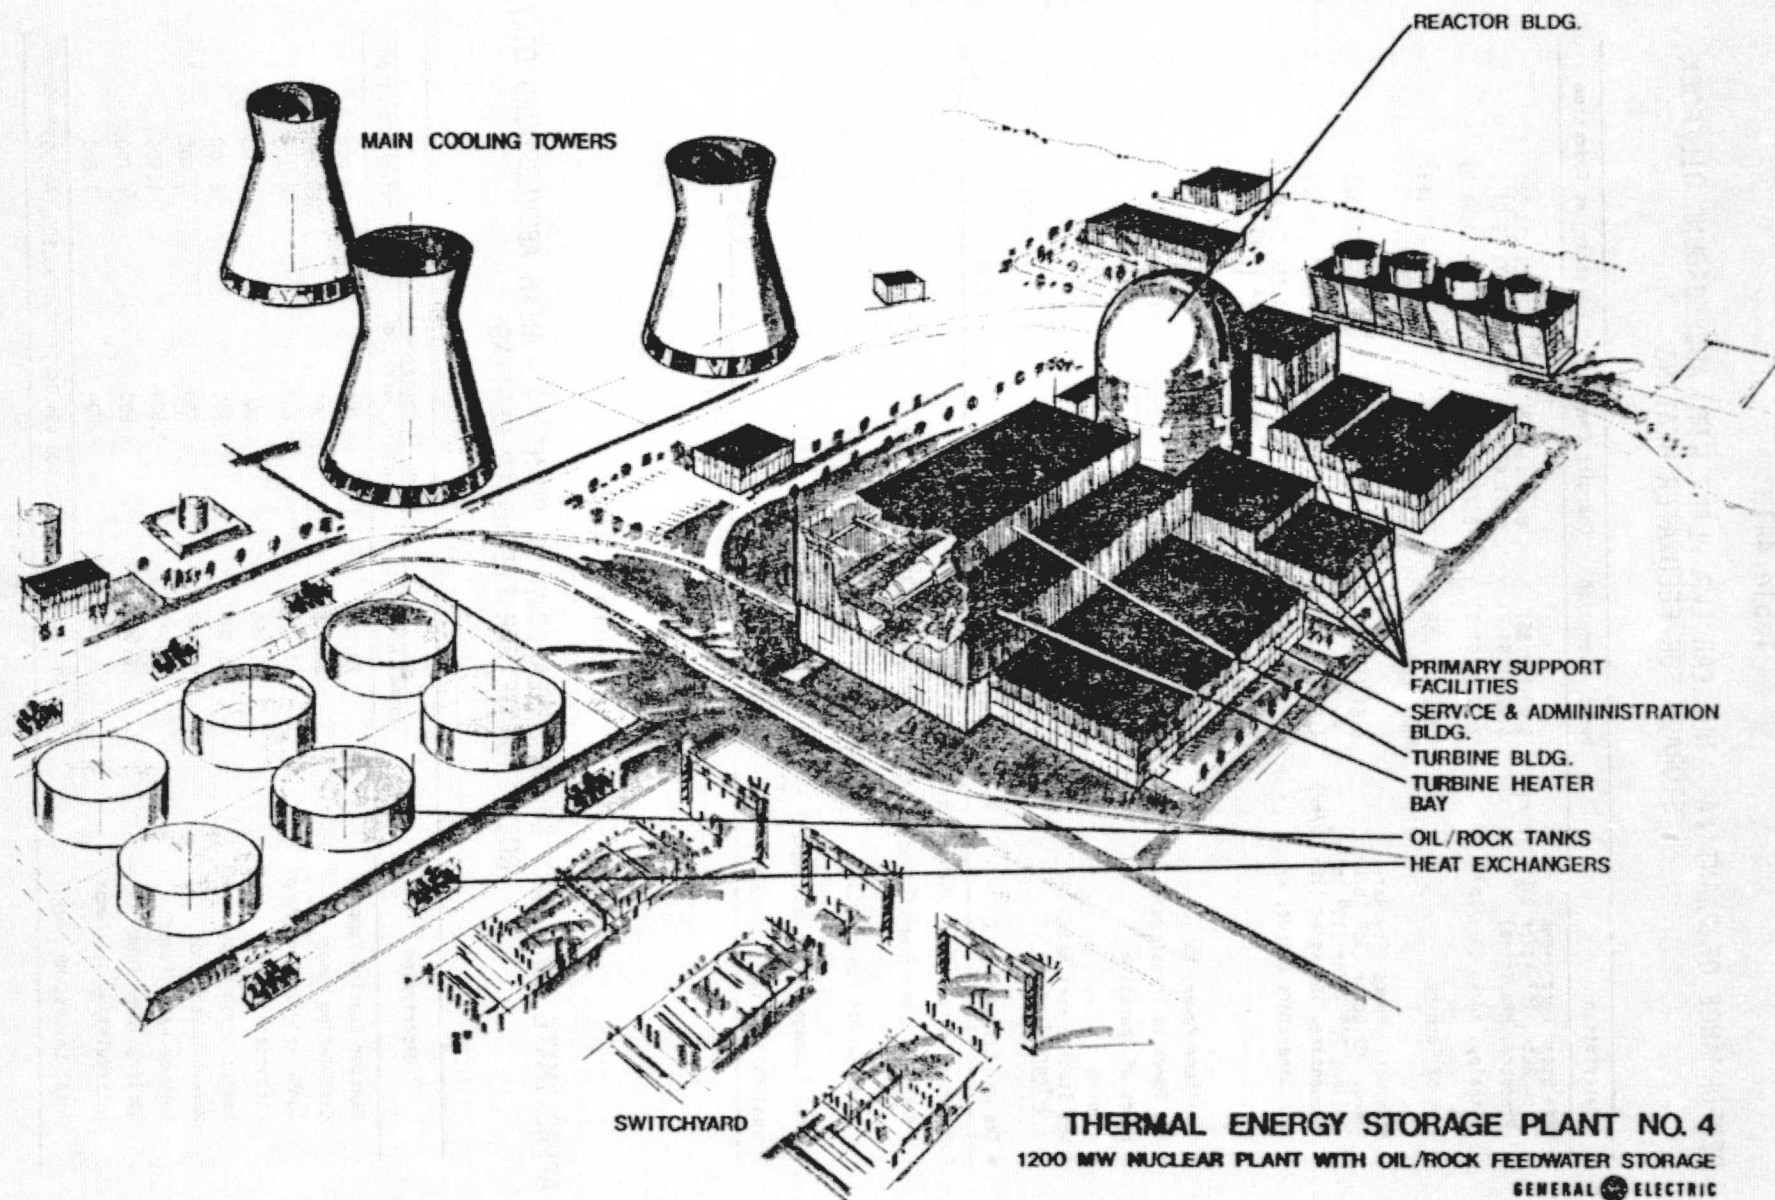 REACTOR BLDG.
MAIN COOLING TOWERS
PRIMARY SUPPORT
FACILITIES
SERVICE & ADMININISTRATION
BLDG.
TURBINE BLDG.
TURBINE HEATER
BAY
OIL/ROCK TANKS
HEAT EXCHANGERS
SWITCHYARD
THERMAL ENERGY STORAGE PLANT NO. 4
1200 MW NUCLEAR PLANT WITH OIL/ROCK FEEDWATER STORAGE
GENERAL ELECTRIC